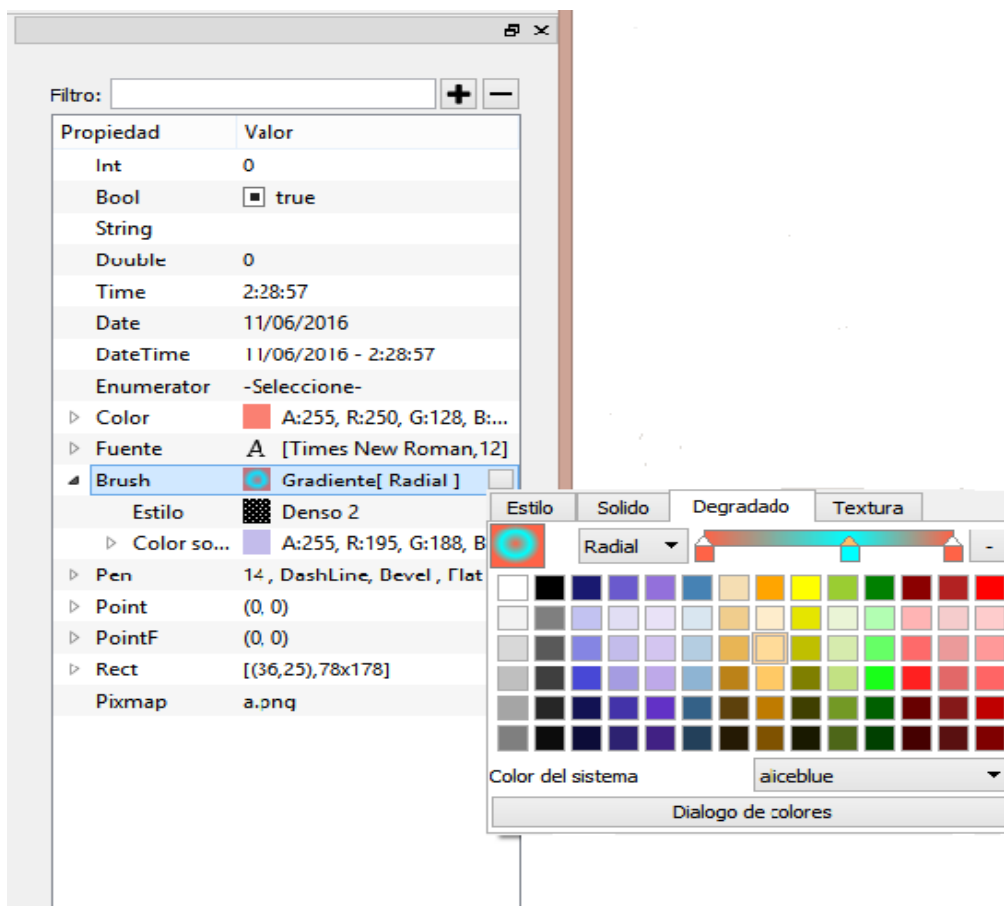 Filtro:
Propiedad Valor
Int 0
Bool true
String
Double 0
Time 2:28:57
Date 11/06/2016
DateTime 11/06/2016 - 2:28:57
Enumerator -Seleccione-
Color A:255, R:250, G:128, B:...
Fuente A [Times New Roman,12]
Brush Gradiente[ Radial ]
Estilo Denso 2
Color so... A:255, R:195, G:188, B
Pen 14 , DashLine, Bevel , Flat
Point (0, 0)
PointF (0, 0)
Rect [(36,25),78x178]
Pixmap a.png
Estilo Solido Degradado Textura
Radial -
Color del sistema aliceblue
Dialogo de colores